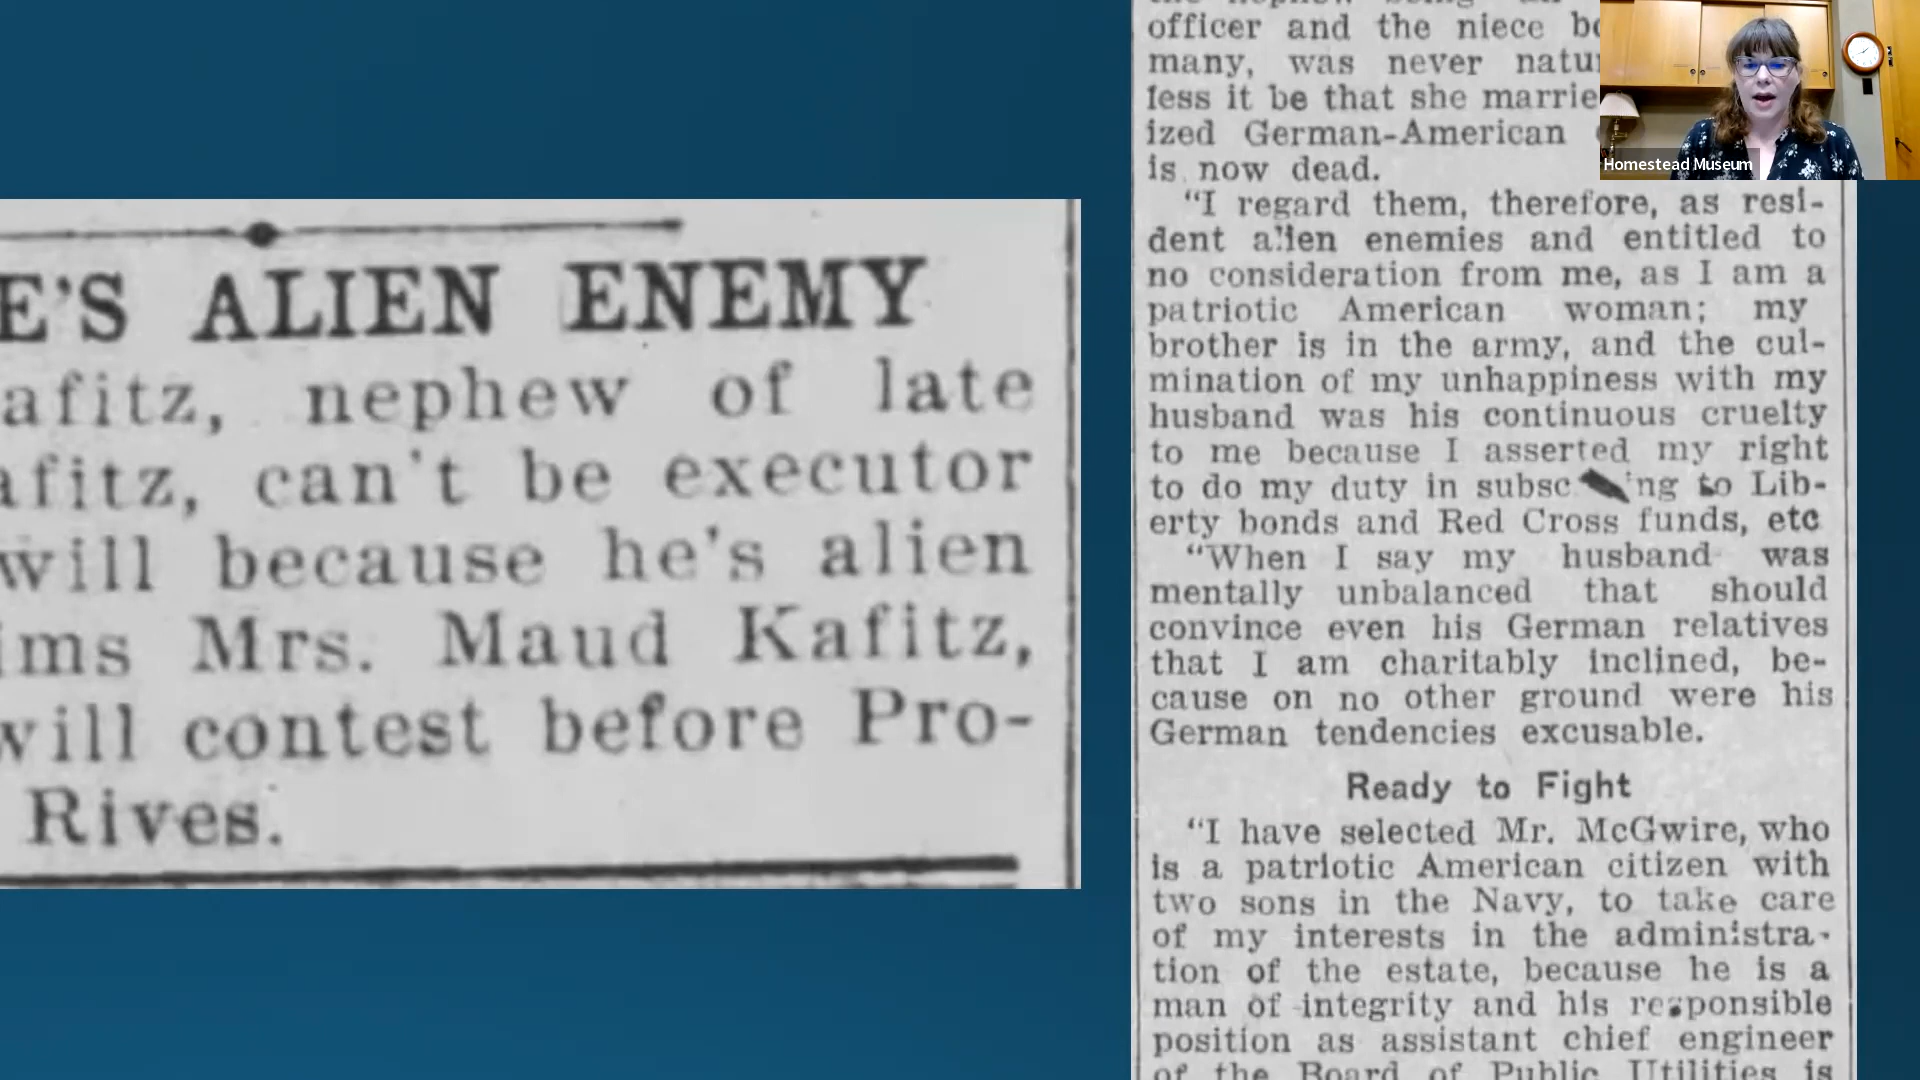 E'S ALIEN ENEMY
afitz, nephew of late
afitz, can't be executor
will because he's alien
ims Mrs. Maud Kafitz,
will contest before Pro-
Rives.
officer and the niece
many, was never
less it be that she
ized German-American
is now dead.
"I regard them, therefore, as resi-
dent alien enemies and entitled to
no consideration from me, as I am a
patriotic American woman; my
brother is in the army, and the cul-
mination of my unhappiness with my
husband was his continuous cruelty
to me because I asserted my right
to do my duty in subsc ing to Lib-
erty bonds and Red Cross funds, etc
"When I say my husband was
mentally unbalanced that should
convince even his German relatives
that I am charitably inclined, be-
cause on no other ground were his
German tendencies excusable.
Ready to Fight
"I have selected Mr. McGwire, who
is a patriotic American citizen with
two sons in the Navy, to take care
of my interests in the administra-
tion of the estate, because he is a
man of integrity and his responsible
position as assistant chief engineer
of the Board of Public Utilities is
Homestead Museum